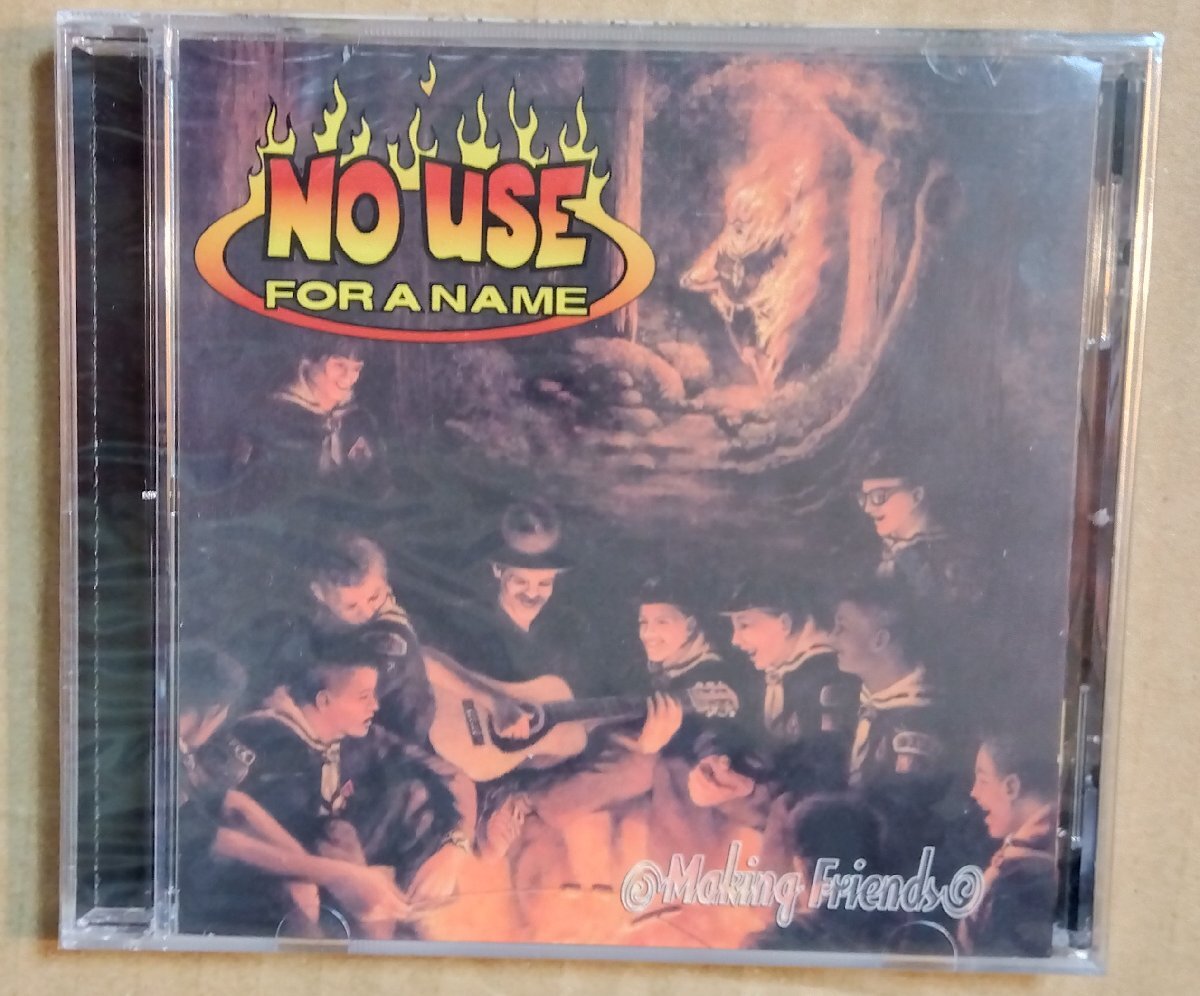 NO USE
FOR A NAME
Making Friends